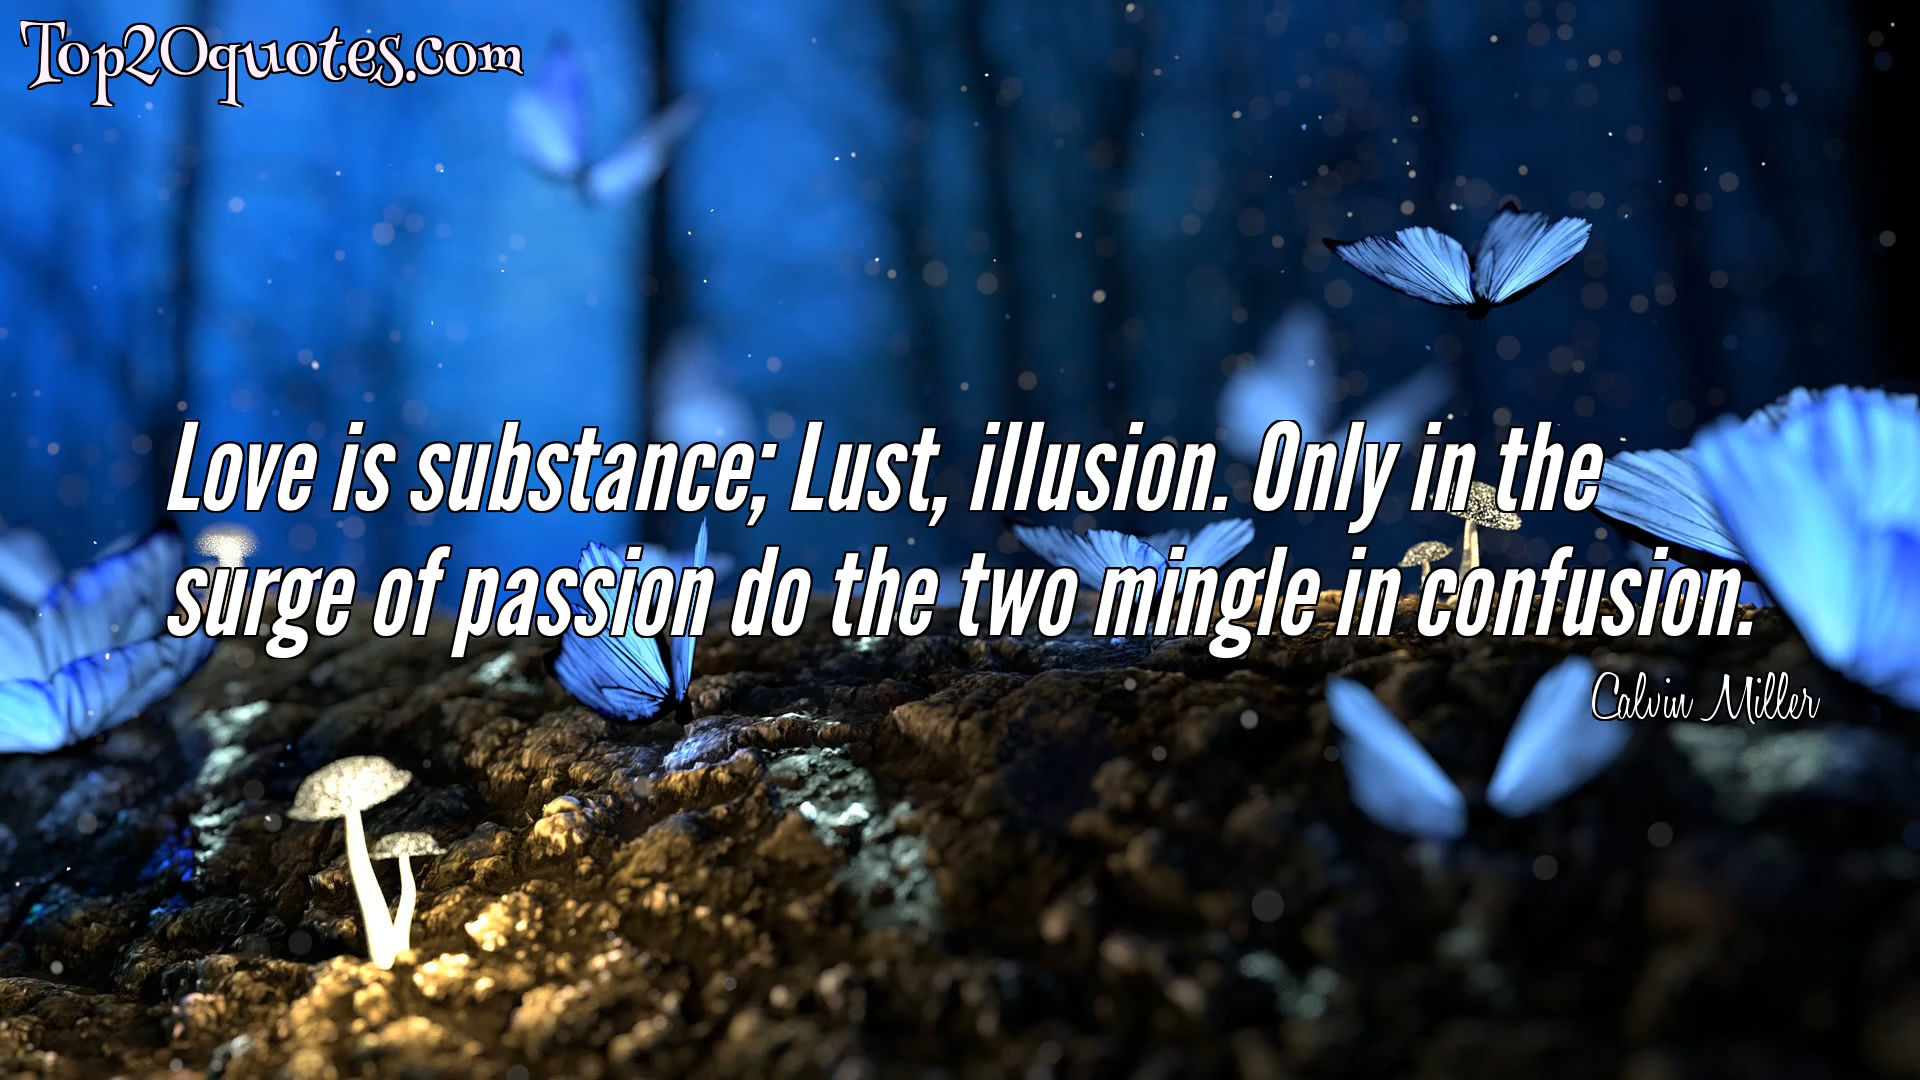 Top20quotes.com
Love is substance; Lust, illusion. Only in the
surge of passion do the two mingle in confusion.
Calvin Miller